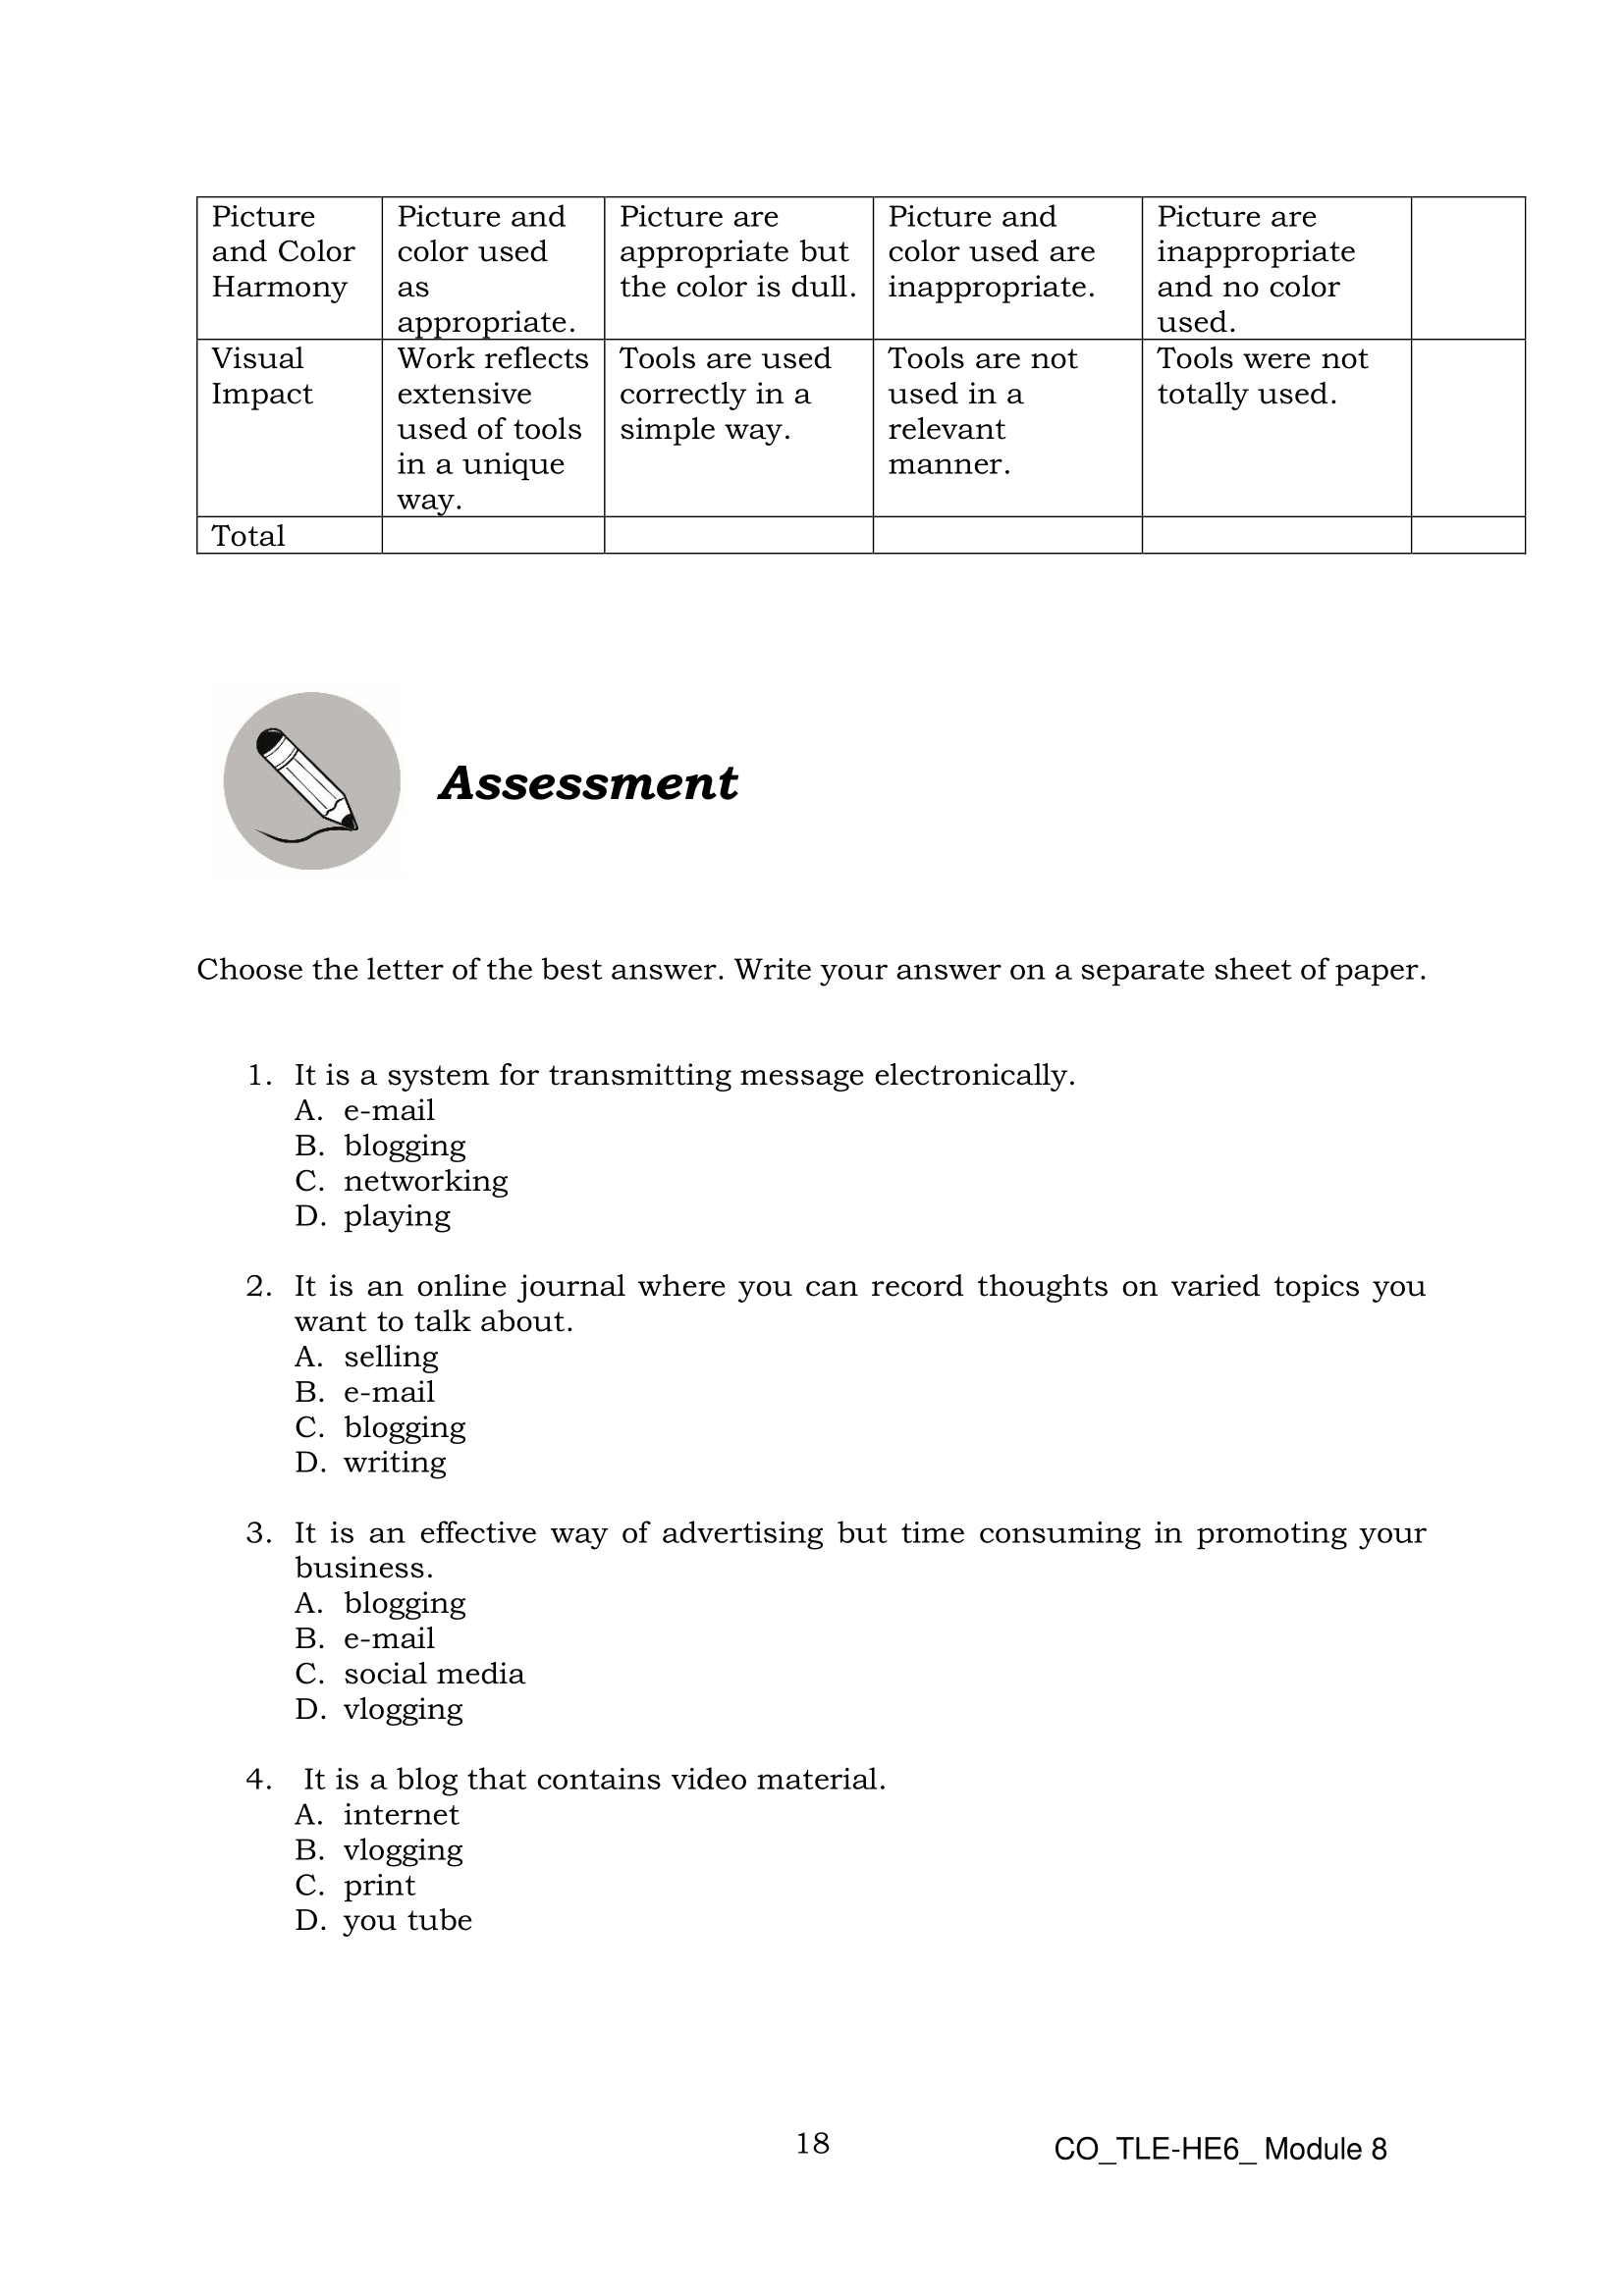 Picture and Color Harmony
Picture and color used as appropriate.
Picture are appropriate but the color is dull.
Picture and color used are inappropriate.
Picture are inappropriate and no color used.
Visual Impact
Work reflects extensive used of tools in a unique way.
Tools are used correctly in a simple way.
Tools are not used in a relevant manner.
Tools were not totally used.
Total
Assessment
Choose the letter of the best answer. Write your answer on a separate sheet of paper.
1. It is a system for transmitting message electronically.
A. e-mail
B. blogging
C. networking
D. playing
2. It is an online journal where you can record thoughts on varied topics you
want to talk about.
A. selling
B. e-mail
C. blogging
D. writing
3. It is an effective way of advertising but time consuming in promoting your
business.
A. blogging
B. e-mail
C. social media
D. vlogging
4. It is a blog that contains video material.
A. internet
B. vlogging
C. print
D. you tube
18
CO_TLE-HE6_ Module 8